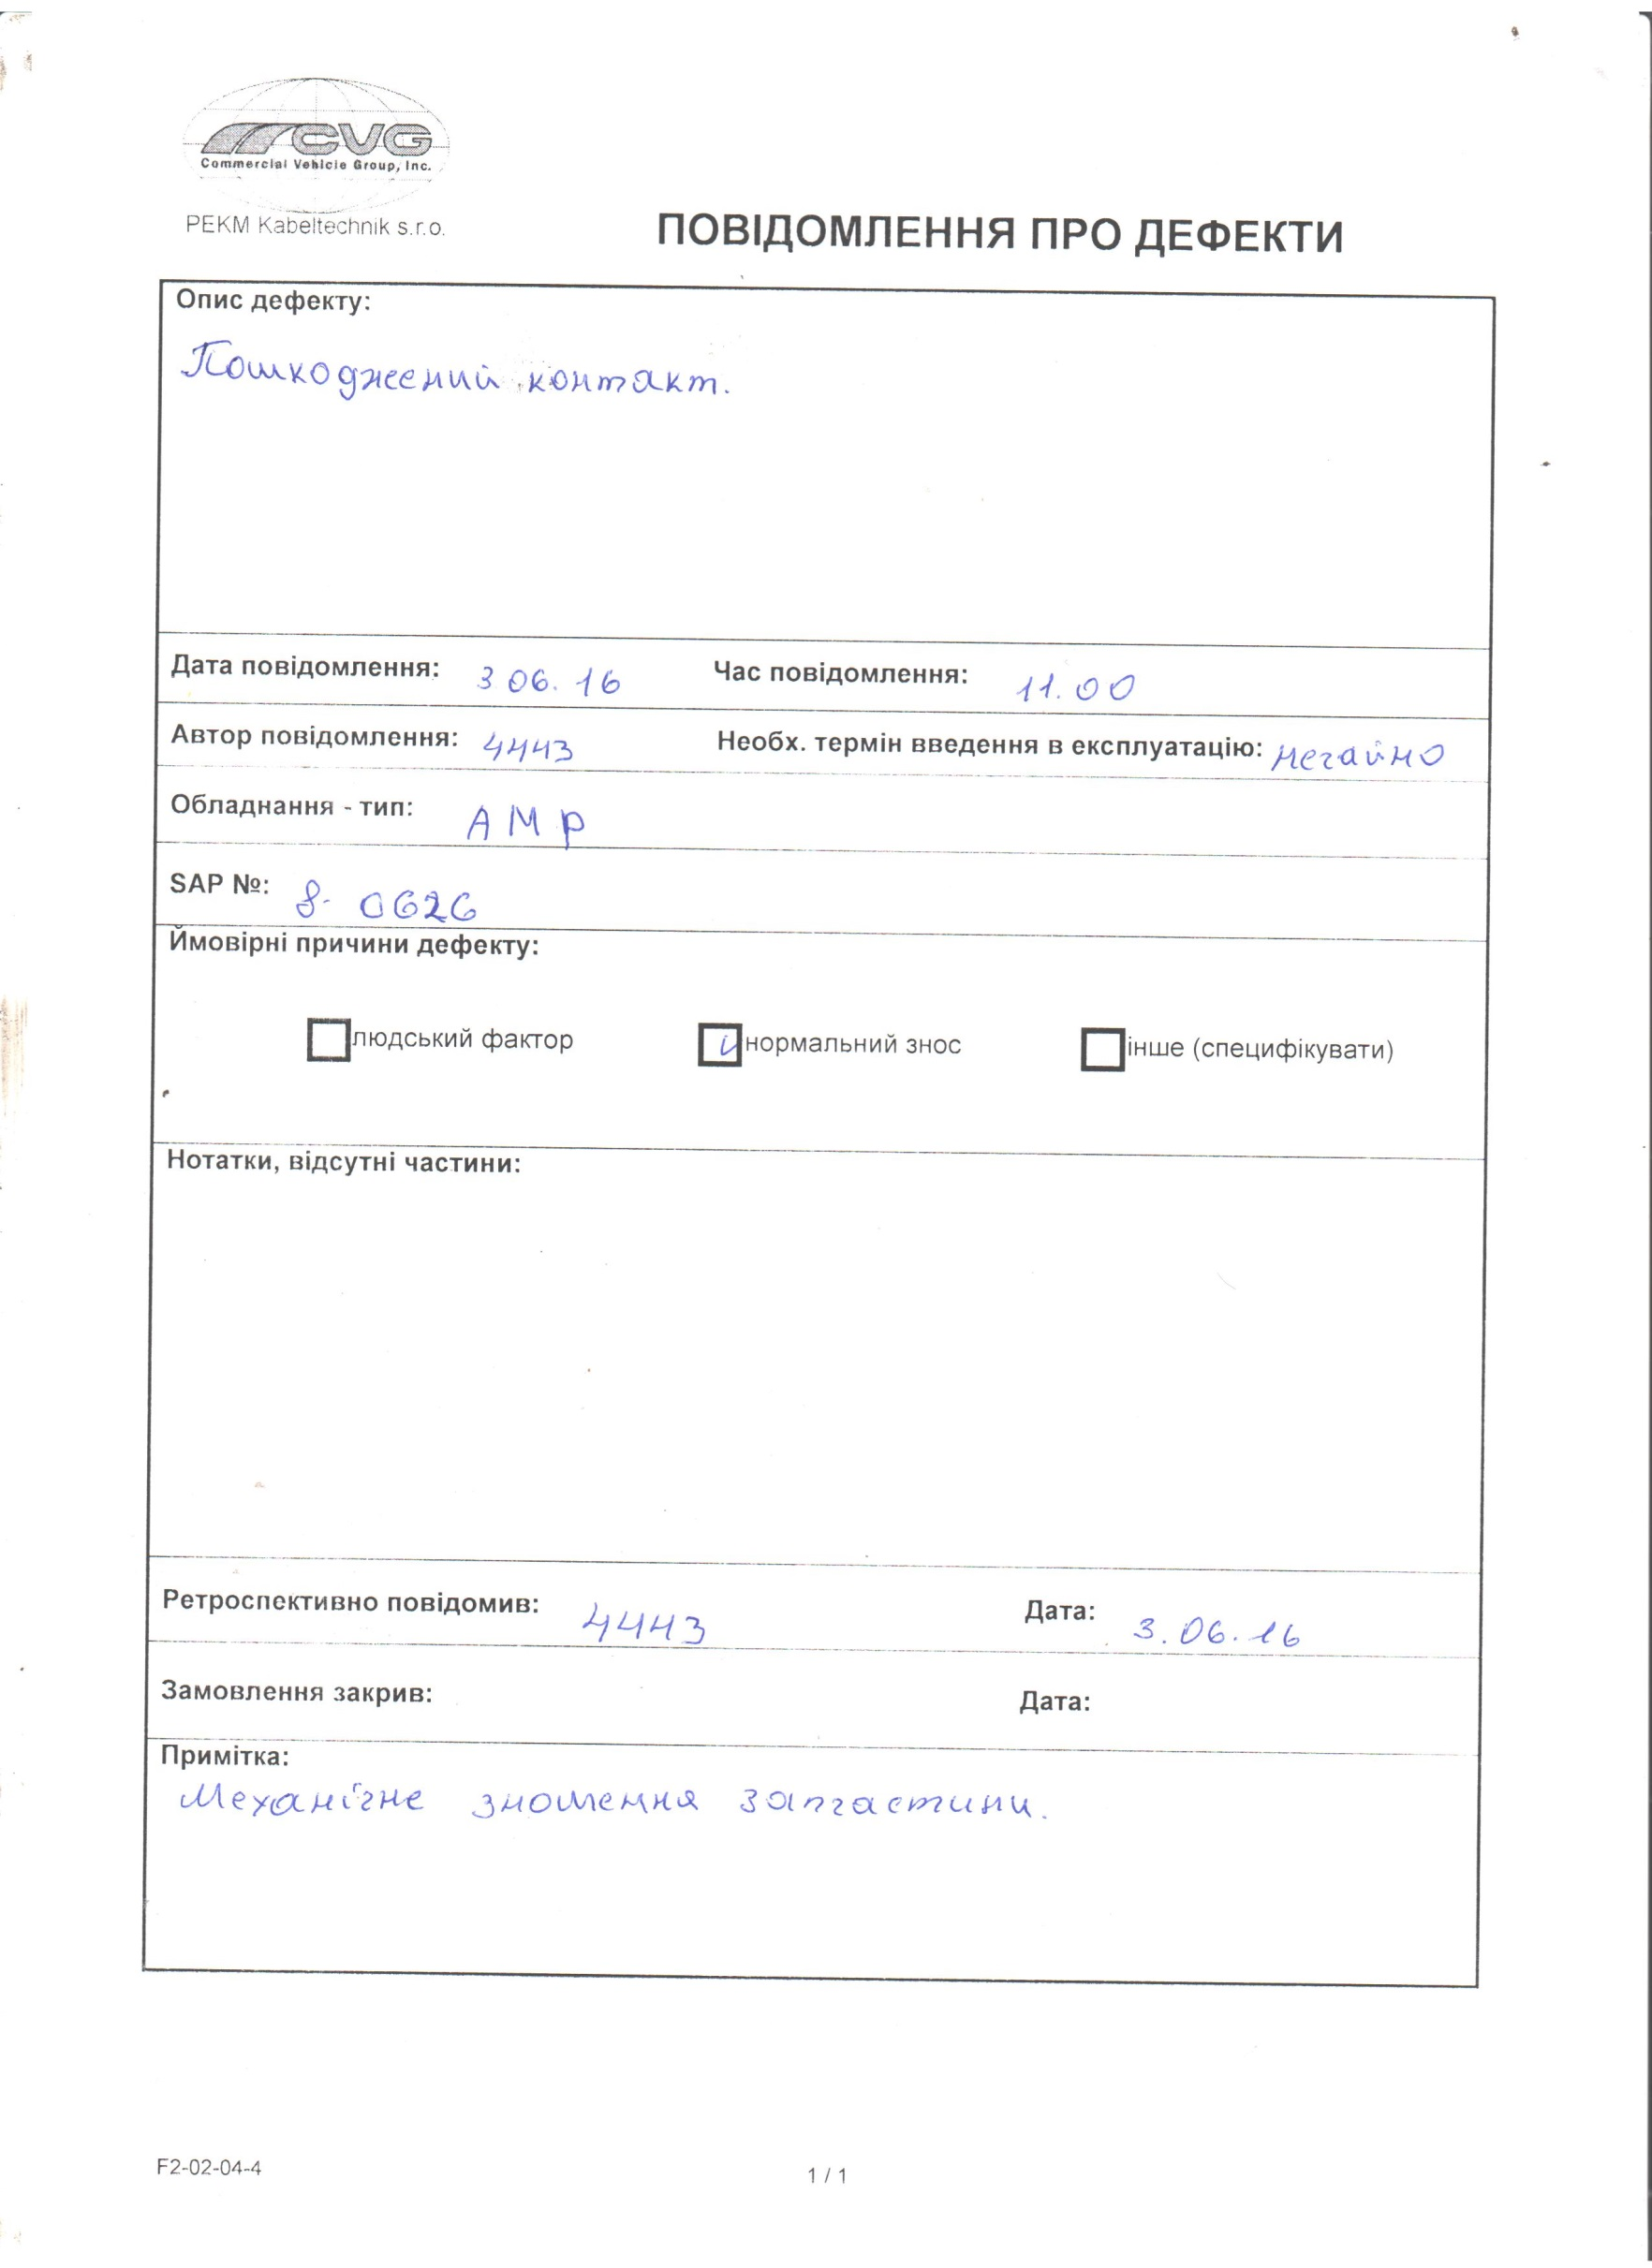 CVG
Commercial Vehicle Group, Inc.
PEKM Kabeltechnik s.r.o.
ПОВІДОМЛЕННЯ ПРО ДЕФЕКТИ
Опис дефекту:
Пошкоджений контакт.
Дата повідомлення: 3 06. 16 Час повідомлення: 11.00
Автор повідомлення: 4443 Необх. термін введення в експлуатацію: негайно
Обладнання - тип: АМР
SAP №: 8- 0626
Ймовірні причини дефекту:
людський фактор нормальний знос інше (специфікувати)
Нотатки, відсутні частини:
Ретроспективно повідомив: 4443 Дата: 3.06.16
Замовлення закрив: Дата:
Примітка:
Механічне зношення запчастини.
F2-02-04-4 1 / 1